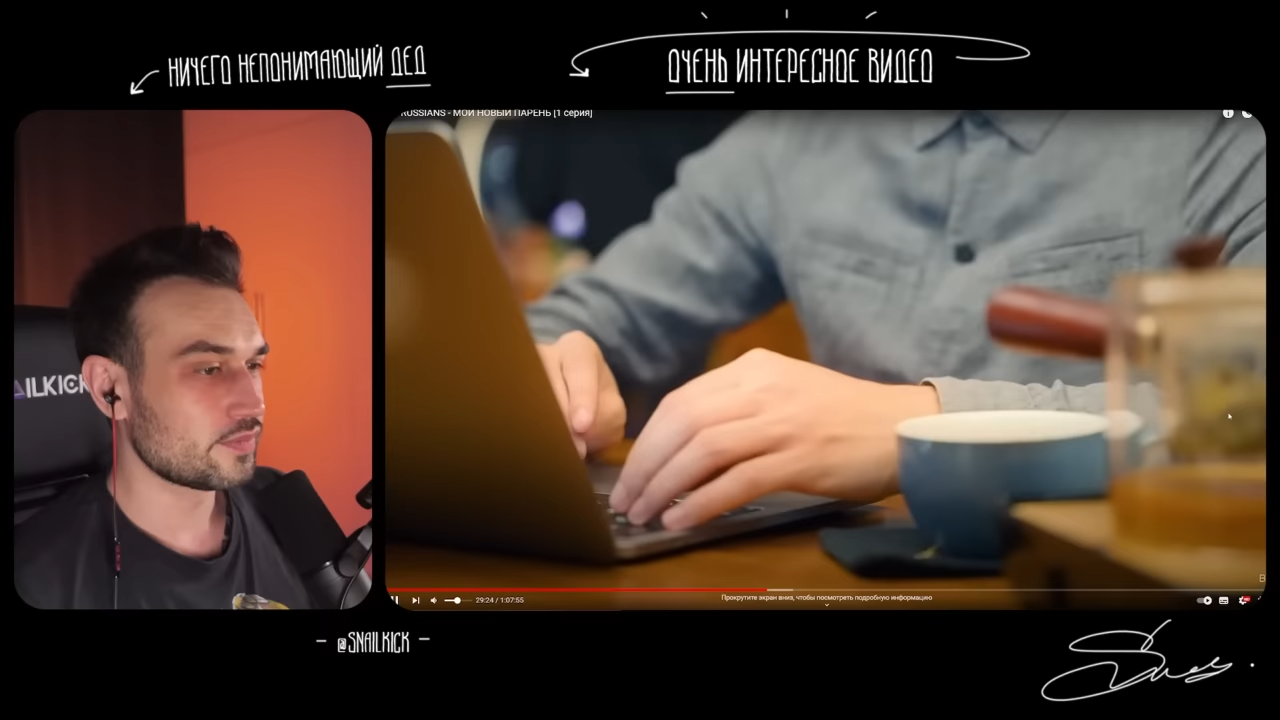 НИЧЕГО НЕПОНИМАЮЩИЙ ДЕД
ОЧЕНЬ ИНТЕРЕСНОЕ ВИДЕО
RUSSIANS - МОЙ НОВЫЙ ПАРЕНЬ [1 серия]
AILKICK
29:24 / 1:07:55
Прокрутите экран вниз, чтобы посмотреть подробную информацию
- @SNAILKICK -